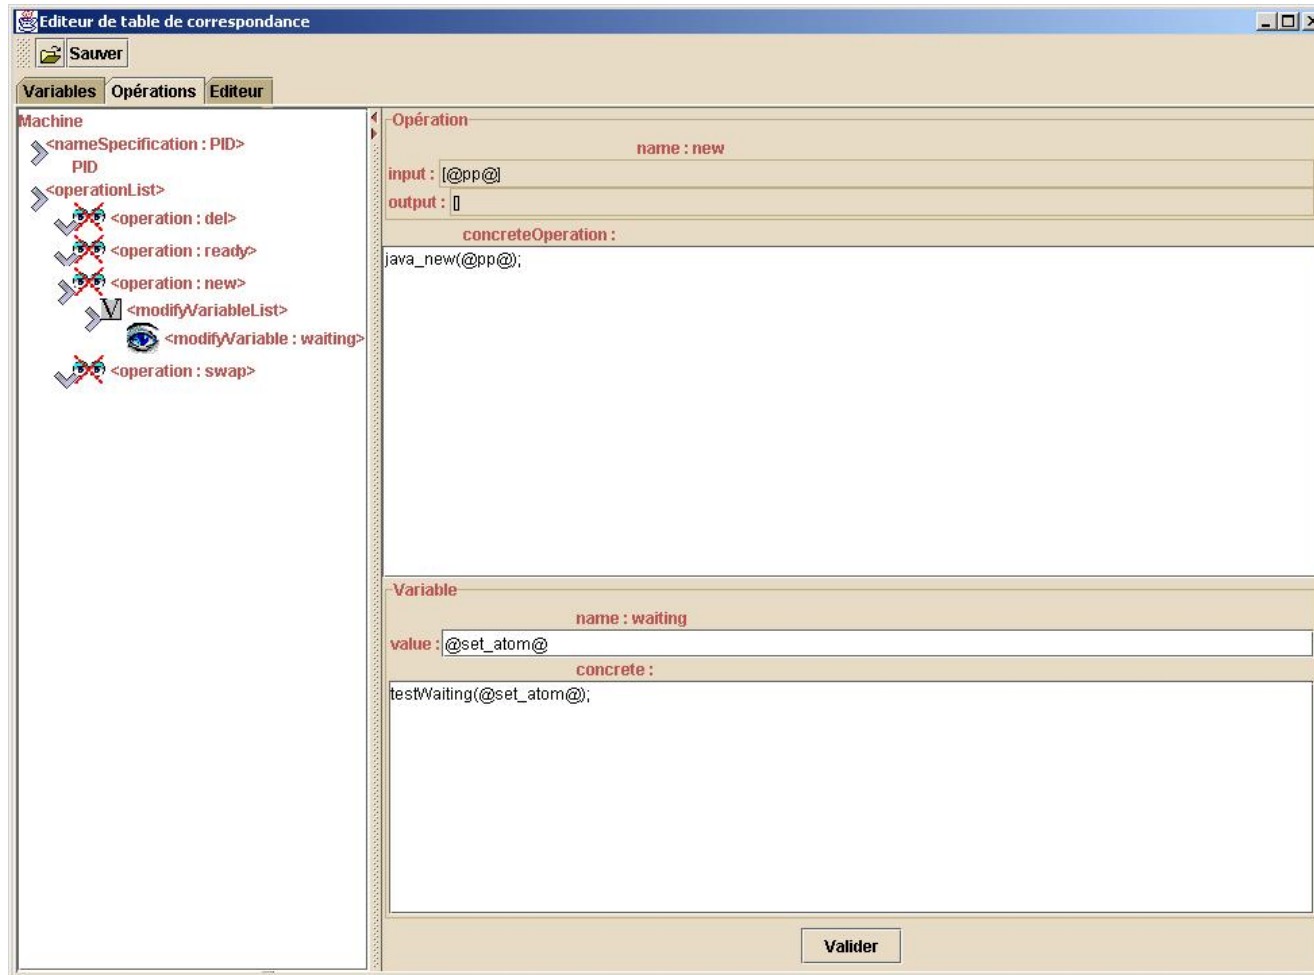 Editeur de table de correspondance
Sauver
Variables Opérations Editeur
Machine
<nameSpecification : PID>
PID
<operationList>
<operation : del>
<operation : ready>
<operation : new>
V <modifyVariableList>
<modifyVariable : waiting>
<operation : swap>
Opération
name : new
input : [@pp@]
output : []
concreteOperation :
java_new(@pp@);
Variable
name : waiting
value : @set_atom@
concrete :
testWaiting(@set_atom@);
Valider